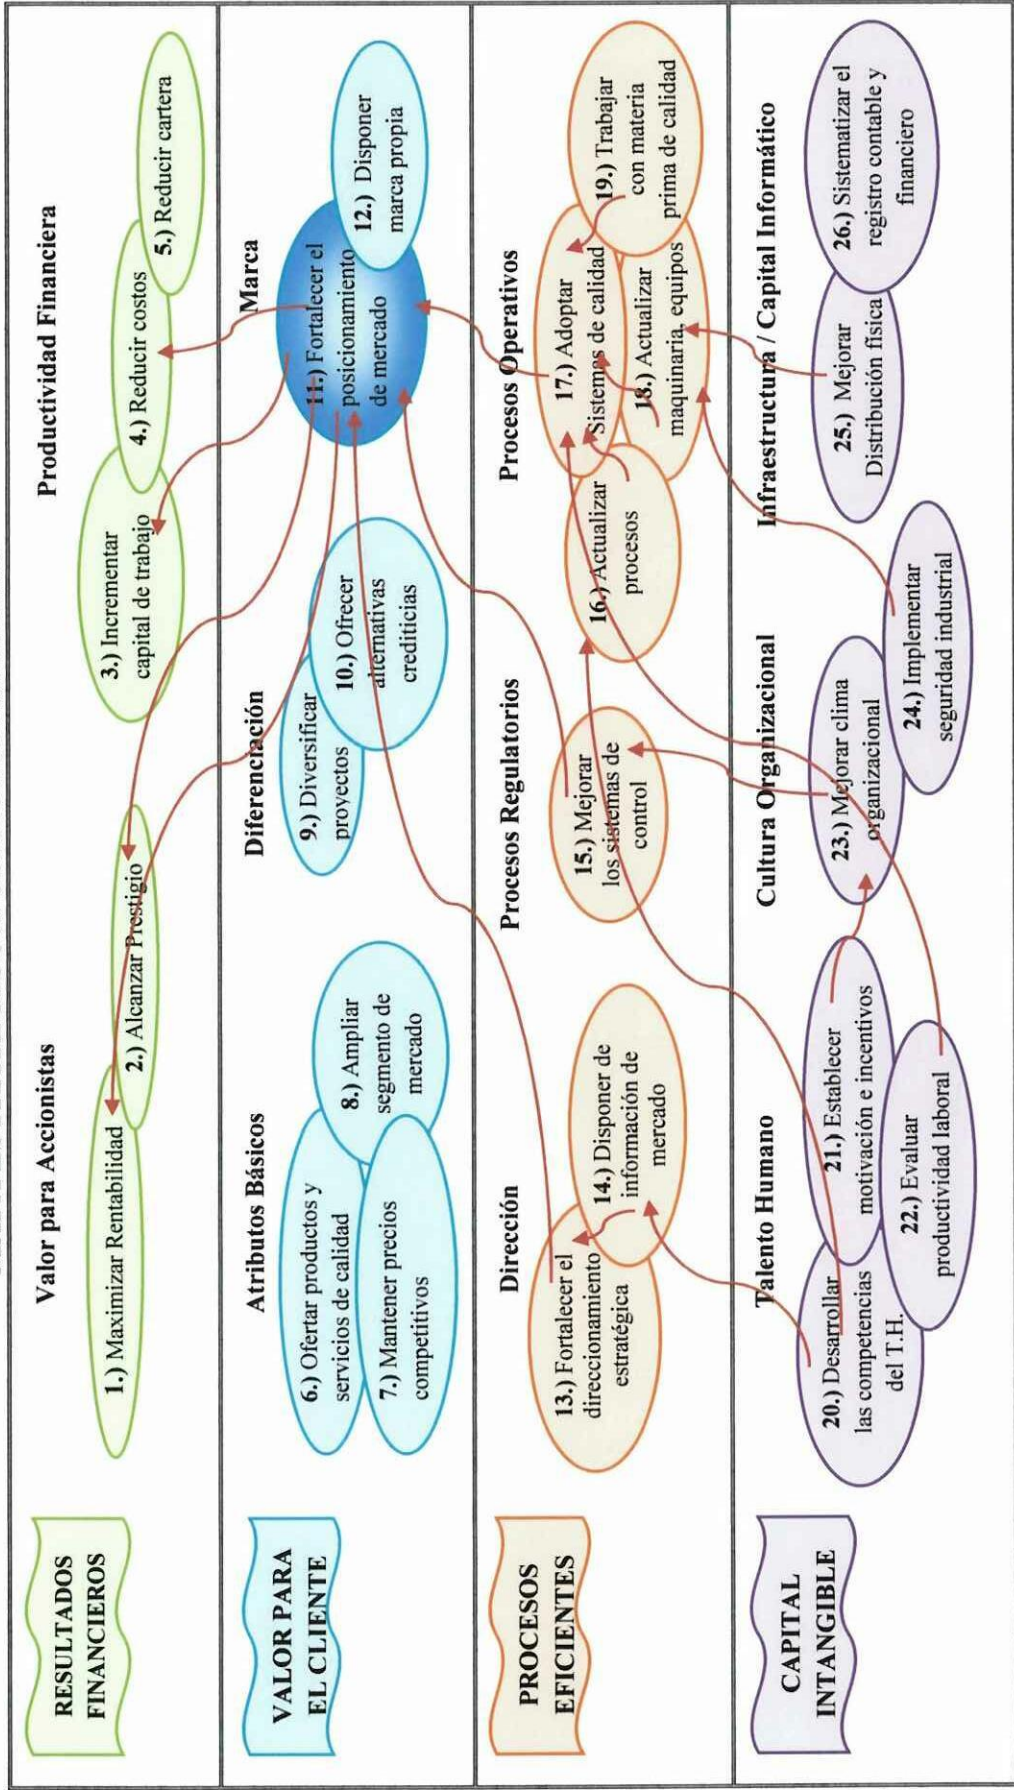 RESULTADOS
FINANCIEROS
Valor para Accionistas
Productividad Financiera
1.) Maximizar Rentabilidad
2.) Alcanzar Prestigio
3.) Incrementar
capital de trabajo
4.) Reducir costos
5.) Reducir cartera
VALOR PARA
EL CLIENTE
Atributos Básicos
Diferenciación
Marca
6.) Ofertar productos y
servicios de calidad
7.) Mantener precios
competitivos
8.) Ampliar
segmento de
mercado
9.) Diversificar
proyectos
10.) Ofrecer
alternativas
crediticias
11.) Fortalecer el
posicionamiento
de mercado
12.) Disponer
marca propia
PROCESOS
EFICIENTES
Dirección
Procesos Regulatorios
Procesos Operativos
13.) Fortalecer el
direccionamiento
estratégica
14.) Disponer de
información de
mercado
15.) Mejorar
los sistemas de
control
16.) Actualizar
procesos
17.) Adoptar
Sistemas de calidad
18.) Actualizar
maquinaria, equipos
19.) Trabajar
con materia
prima de calidad
CAPITAL
INTANGIBLE
Talento Humano
Cultura Organizacional
Infraestructura / Capital Informático
20.) Desarrollar
las competencias
del T.H.
21.) Establecer
motivación e incentivos
22.) Evaluar
productividad laboral
23.) Mejorar clima
organizacional
24.) Implementar
seguridad industrial
25.) Mejorar
Distribución física
26.) Sistematizar el
registro contable y
financiero